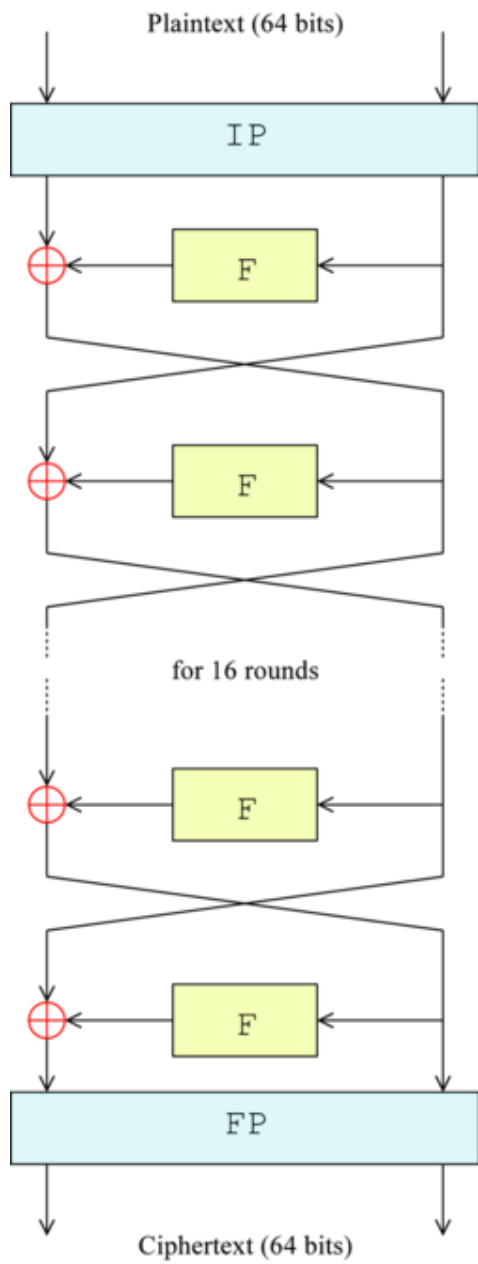 Plaintext (64 bits)
IP
F
F
for 16 rounds
F
F
FP
Ciphertext (64 bits)